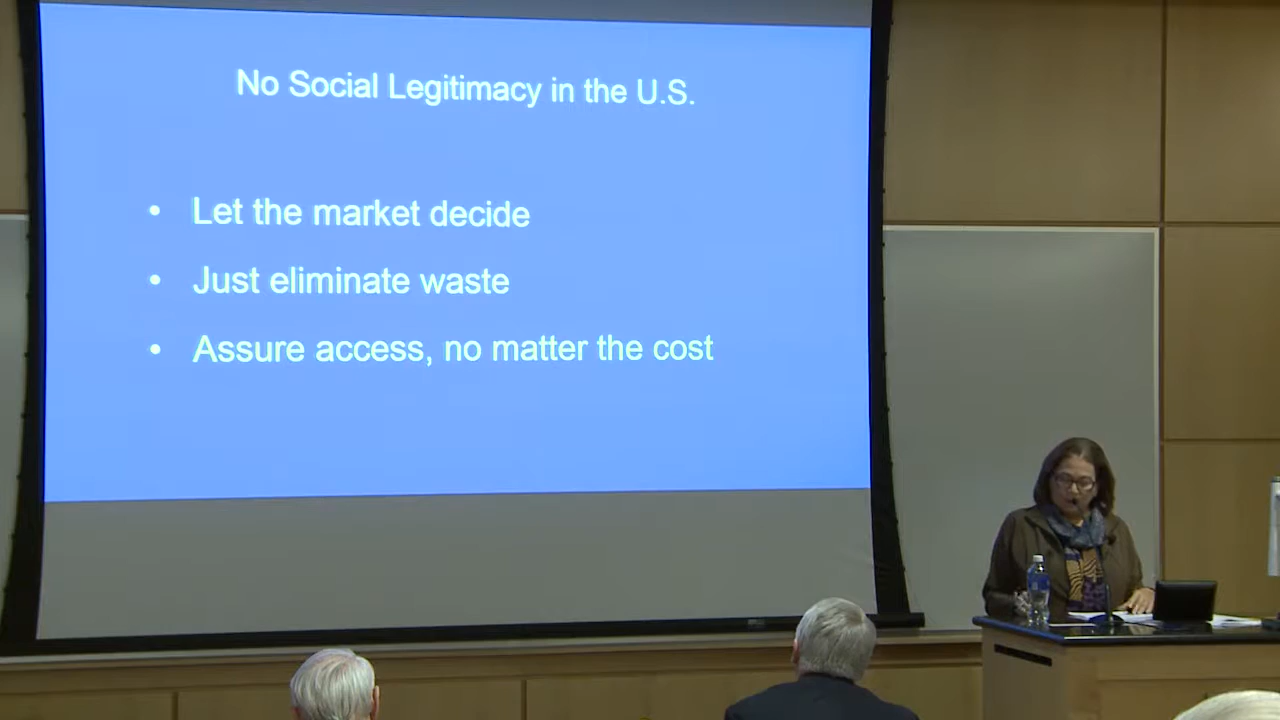 No Social Legitimacy in the U.S.
• Let the market decide
• Just eliminate waste
• Assure access, no matter the cost